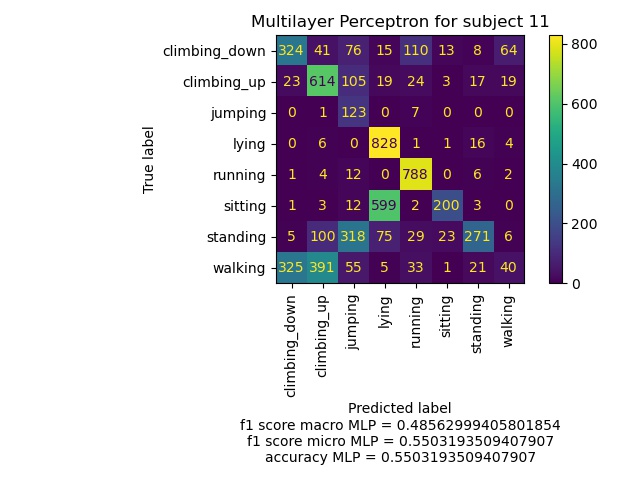 Multilayer Perceptron for subject 11
climbing_down 324 41 76 15 110 13 8 64
climbing_up 23 614 105 19 24 3 17 19
jumping 0 1 123 0 7 0 0 0
lying 0 6 0 828 1 1 16 4
running 1 4 12 0 788 0 6 2
sitting 1 3 12 599 2 200 3 0
standing 5 100 318 75 29 23 271 6
walking 325 391 55 5 33 1 21 40
True label
800
600
400
200
0
climbing_down
climbing_up
jumping
lying
running
sitting
standing
walking
Predicted label
f1 score macro MLP = 0.48562999405801854
f1 score micro MLP = 0.5503193509407907
accuracy MLP = 0.5503193509407907